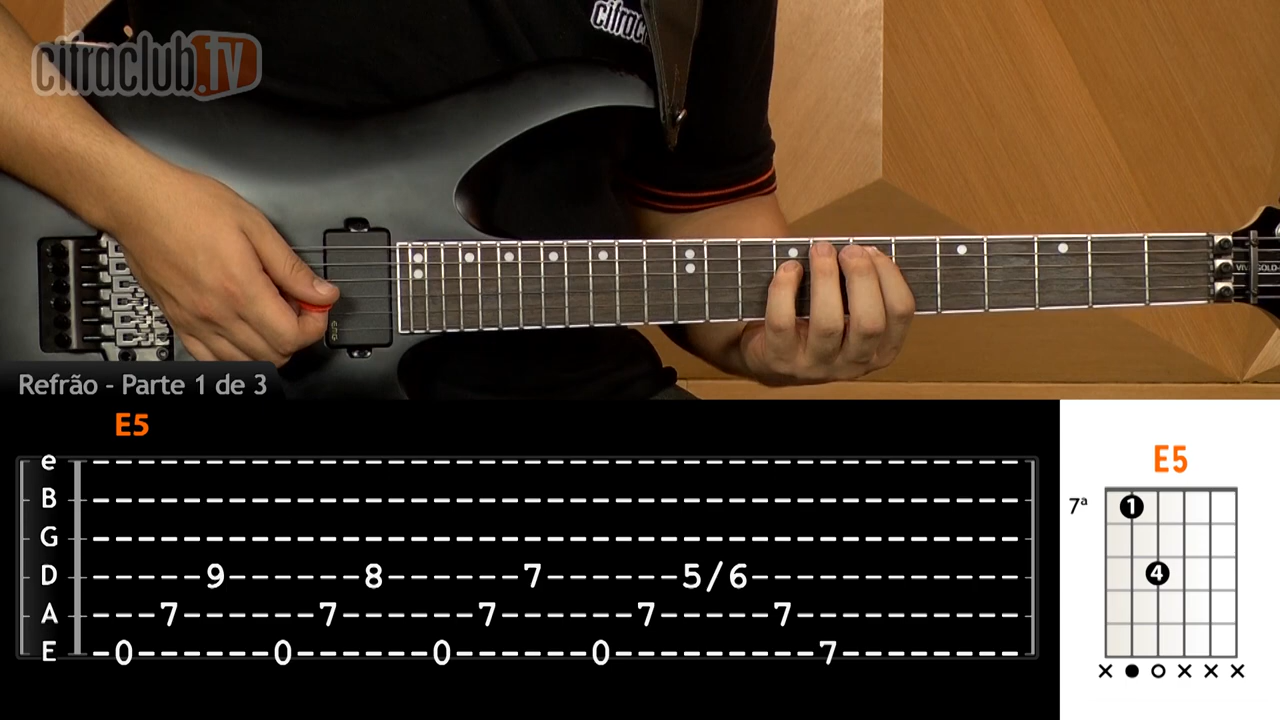 cifraclub.tv
cifrac
Refrão - Parte 1 de 3
E5
e
B
G
D 9 8 7 5/6
A 7 7 7 7 7
E 0 0 0 0 7
E5
7ª
1
4
X ● ○ X X X